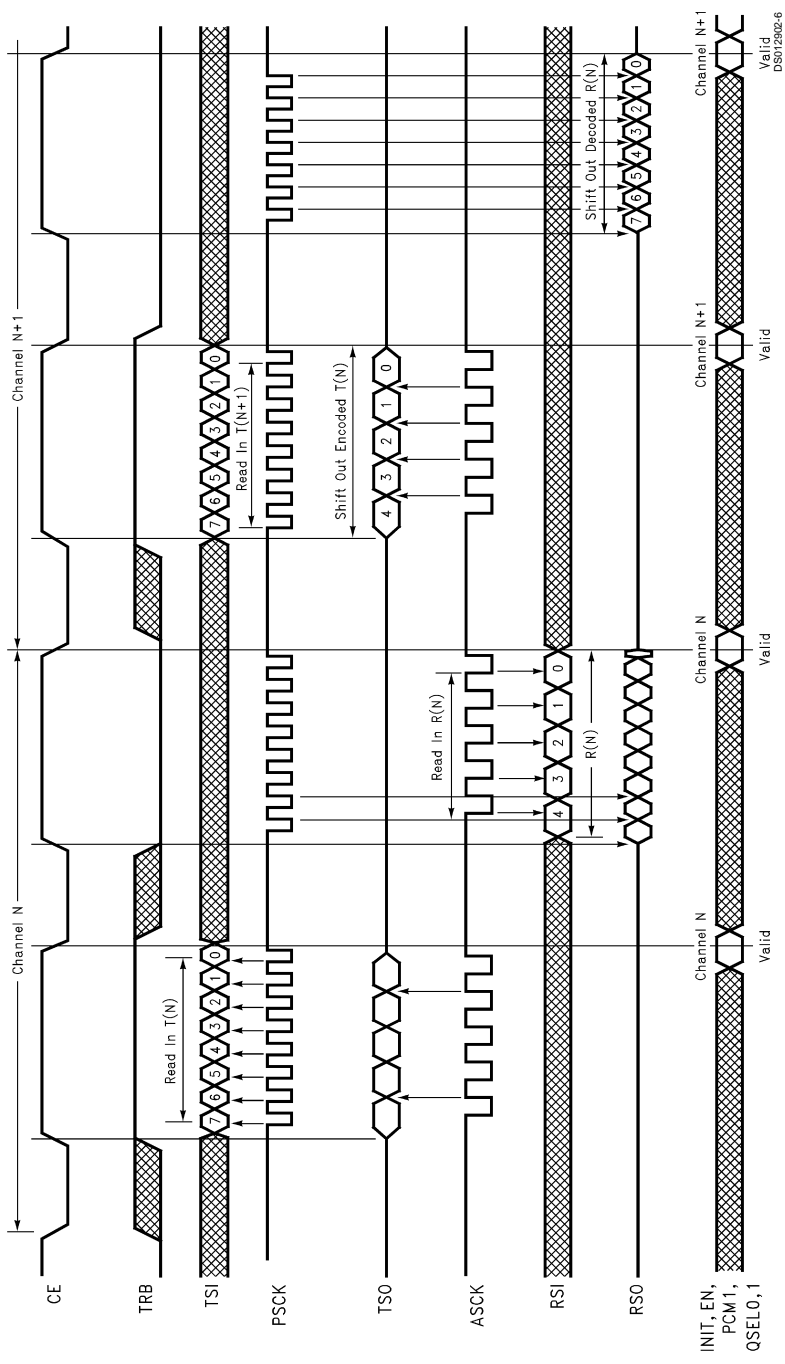 Channel N Channel N+1
CE
TRB
Read In T(N)
TSI 7 6 5 4 3 2 1 0 7 6 5 4 3 2 1 0
Read In T(N+1)
PSCK
Shift Out Encoded T(N)
TSO 4 3 2 1 0
Read In R(N)
ASCK
RSI 4 3 2 1 0
R(N) Shift Out Decoded R(N)
RSO 7 6 5 4 3 2 1 0
Channel N Channel N Channel N+1 Channel N+1
INIT, EN,
PCM1,
QSEL0,1
Valid Valid Valid Valid
DS012902-6